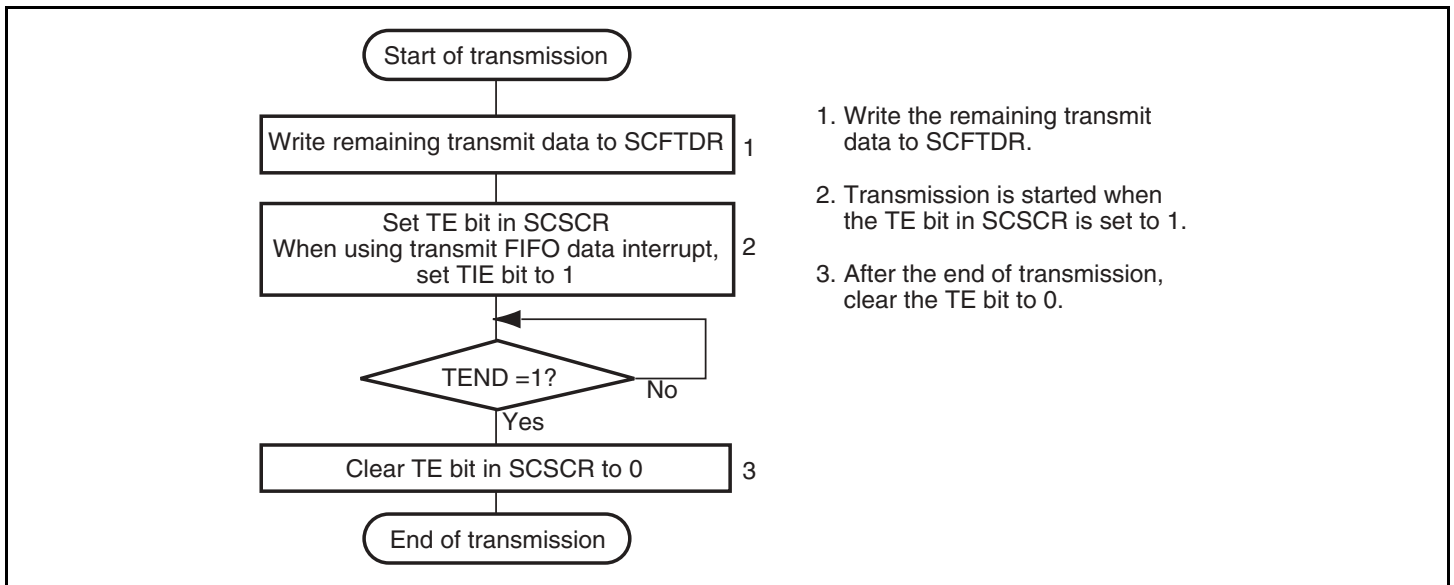 Start of transmission
Write remaining transmit data to SCFTDR
1
Set TE bit in SCSCR
When using transmit FIFO data interrupt,
set TIE bit to 1
2
TEND =1?
No
Yes
Clear TE bit in SCSCR to 0
3
End of transmission
1. Write the remaining transmit
data to SCFTDR.
2. Transmission is started when
the TE bit in SCSCR is set to 1.
3. After the end of transmission,
clear the TE bit to 0.